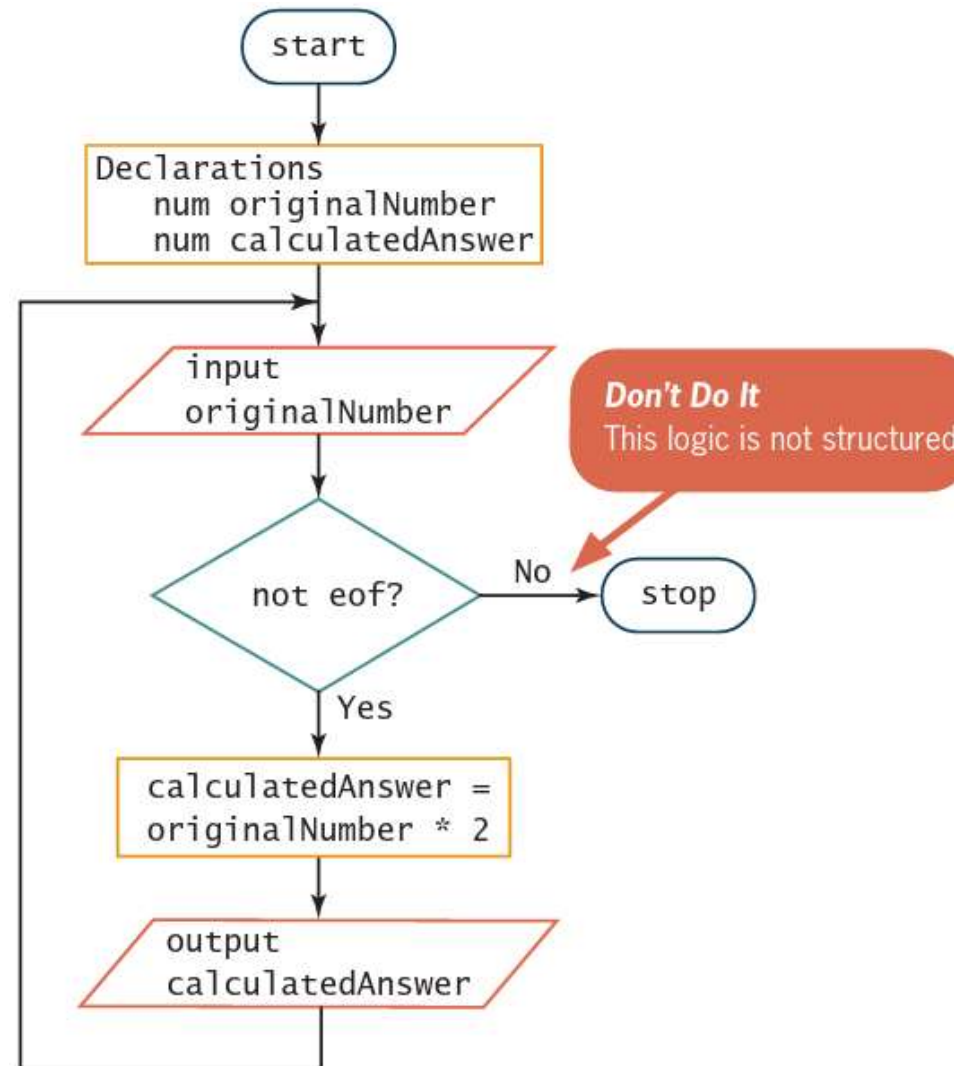 start
Declarations
num originalNumber
num calculatedAnswer
input
originalNumber
Don't Do It
This logic is not structured
not eof?
No
stop
Yes
calculatedAnswer =
originalNumber * 2
output
calculatedAnswer